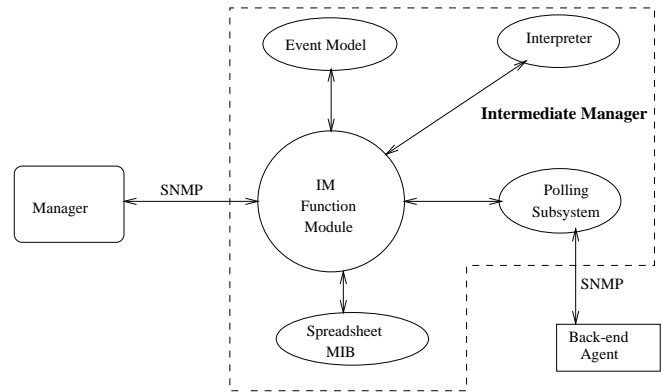 Event Model
Interpreter
Intermediate Manager
SNMP
Manager
IM
Function
Module
Polling
Subsystem
SNMP
Spreadsheet
MIB
Back-end
Agent